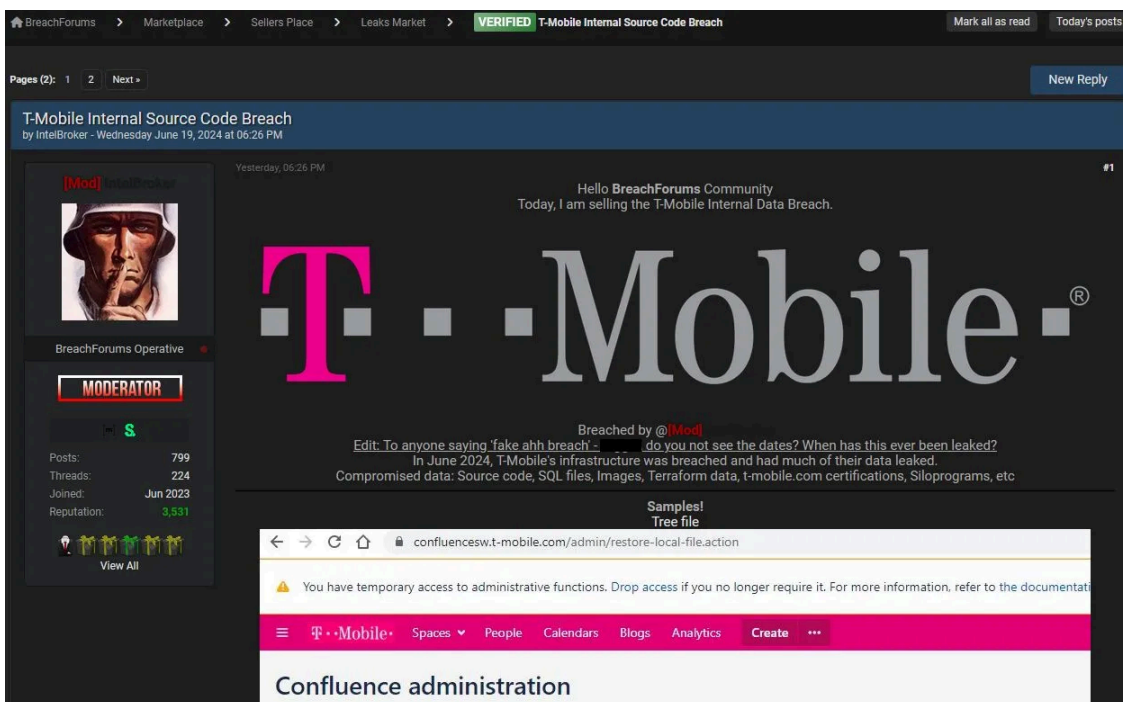 BreachForums > Marketplace > Sellers Place > Leaks Market > VERIFIED T-Mobile Internal Source Code Breach
Mark all as read Today's posts
Pages (2): 1 2 Next »
New Reply
T-Mobile Internal Source Code Breach
by IntelBroker - Wednesday June 19, 2024 at 06:26 PM
[Mod] IntelBroker
BreachForums Operative
MODERATOR
S.
Posts: 799
Threads: 224
Joined: Jun 2023
Reputation: 3,531
View All
Yesterday, 06:26 PM #1
Hello BreachForums Community
Today, I am selling the T-Mobile Internal Data Breach.
T Mobile ®
Breached by @[Mod]
Edit: To anyone saying 'fake ahh breach' - do you not see the dates? When has this ever been leaked?
In June 2024, T-Mobile's infrastructure was breached and had much of their data leaked.
Compromised data: Source code, SQL files, Images, Terraform data, t-mobile.com certifications, Siloprograms, etc
Samples!
Tree file
confluencesw.t-mobile.com/admin/restore-local-file.action
You have temporary access to administrative functions. Drop access if you no longer require it. For more information, refer to the documentati
T Mobile Spaces People Calendars Blogs Analytics Create •••
Confluence administration